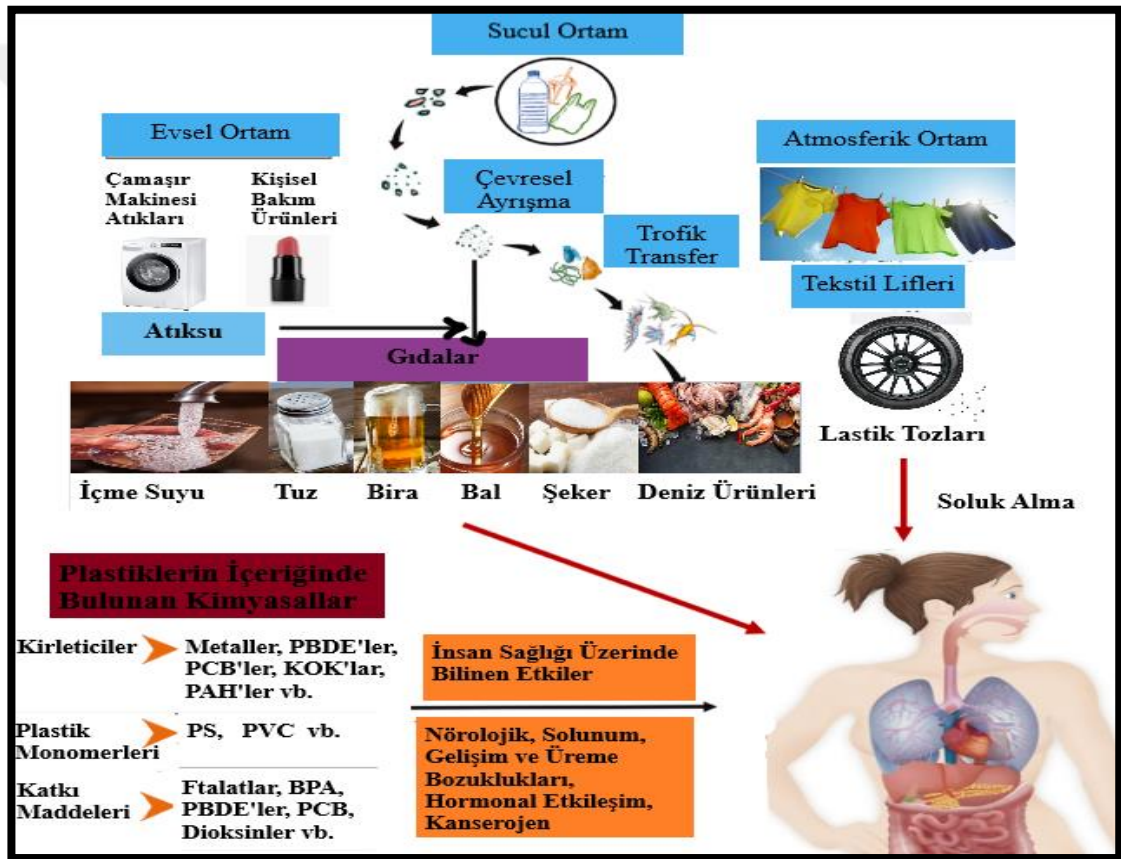 Sucul Ortam
Evsel Ortam
Çamaşır
Makinesi
Atıkları
Kişisel
Bakım
Ürünleri
Atıksu
Çevresel
Ayrışma
Trofik
Transfer
Atmosferik Ortam
Tekstil Lifleri
Lastik Tozları
Gıdalar
İçme Suyu
Tuz
Bira
Bal
Şeker
Deniz Ürünleri
Soluk Alma
Plastiklerin İçeriğinde
Bulunan Kimyasallar
Kirleticiler
Metaller, PBDE'ler,
PCB'ler, KOK'lar,
PAH'ler vb.
Plastik
Monomerleri
PS, PVC vb.
Katkı
Maddeleri
Ftalatlar, BPA,
PBDE'ler, PCB,
Dioksinler vb.
İnsan Sağlığı Üzerinde
Bilinen Etkiler
Nörolojik, Solunum,
Gelişim ve Üreme
Bozuklukları,
Hormonal Etkileşim,
Kanserojen